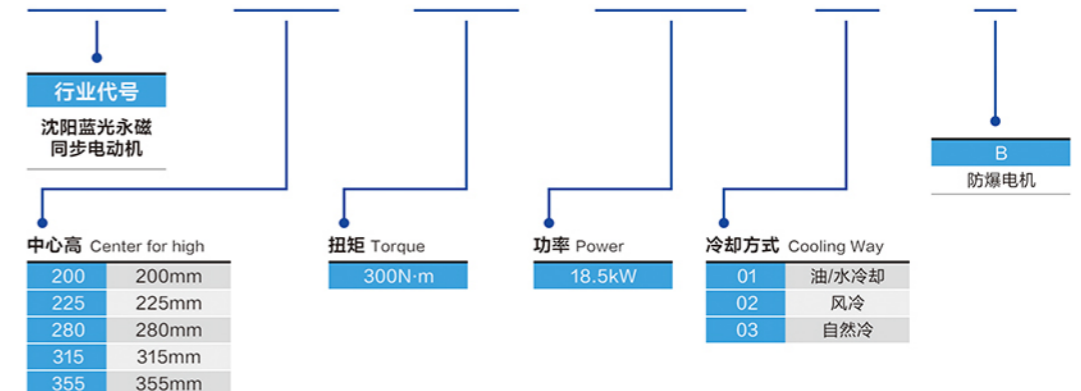 行业代号
沈阳蓝光永磁
同步电动机
B
防爆电机
中心高 Center for high
200 200mm
225 225mm
280 280mm
315 315mm
355 355mm
扭矩 Torque
300N·m
功率 Power
18.5kW
冷却方式 Cooling Way
01 油/水冷却
02 风冷
03 自然冷